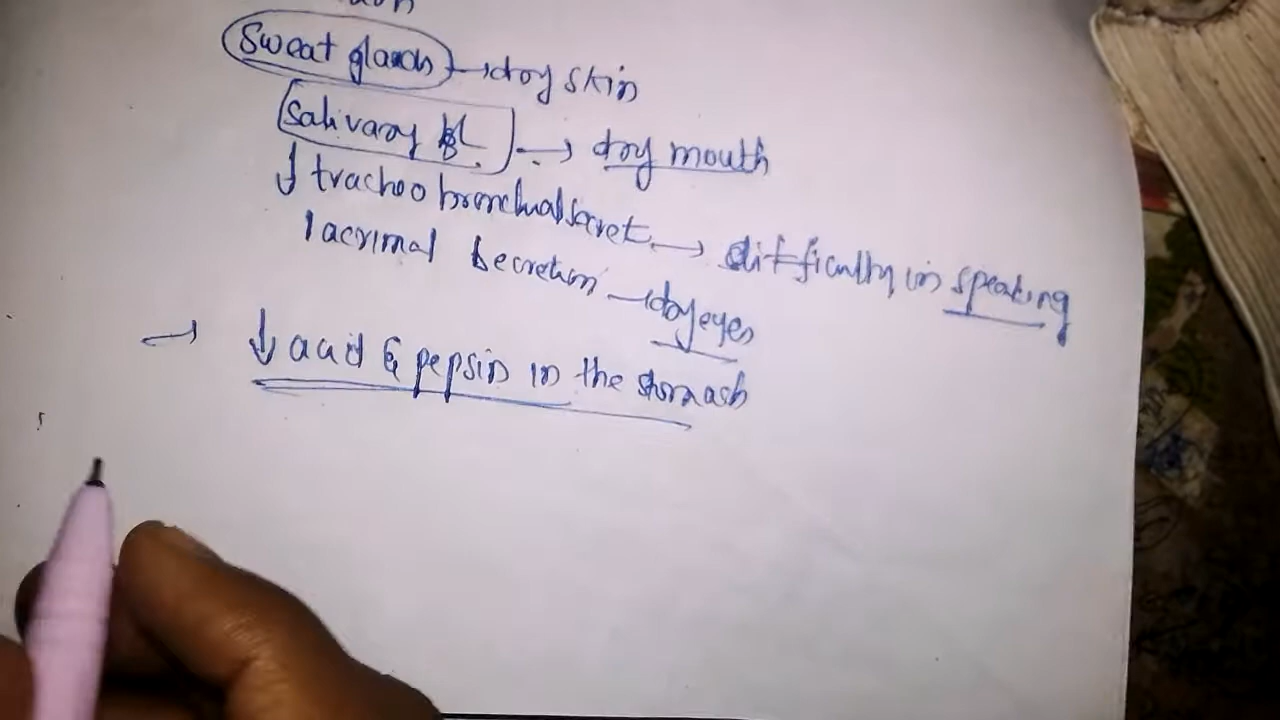 Sweat glands → dry skin
Salivary → dry mouth
↓ tracheobronchial secret → difficulty in speaking
lacrimal secretion → dry eyes
→ ↓ acid & pepsin in the stomach